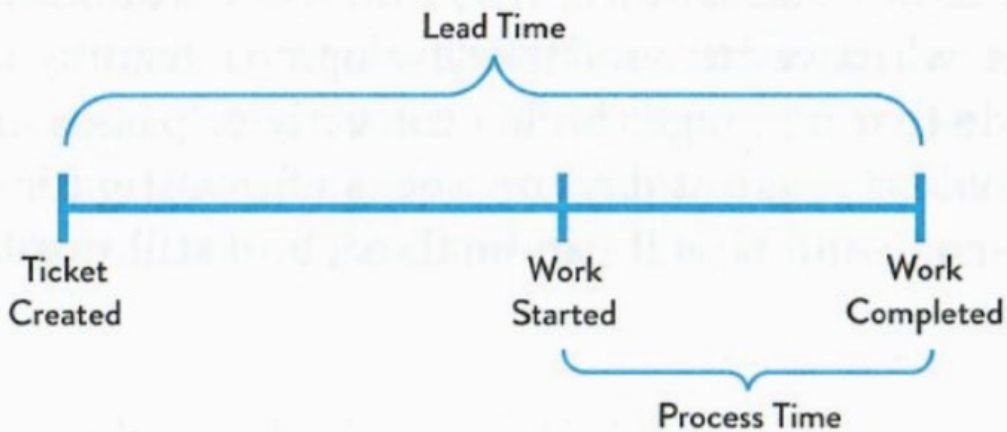 Lead Time
Ticket
Created
Work
Started
Work
Completed
Process Time